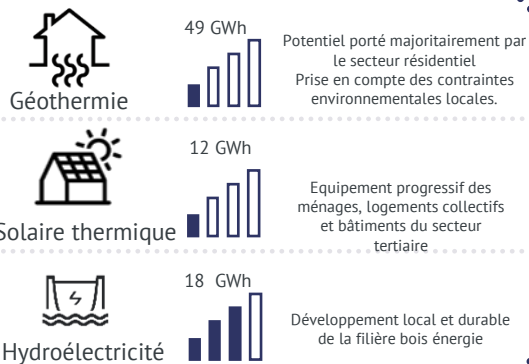 49 GWh
Potentiel porté majoritairement par
le secteur résidentiel
Prise en compte des contraintes
environnementales locales.
Géothermie
12 GWh
Equipement progressif des
ménages, logements collectifs
et bâtiments du secteur
tertiaire
Solaire thermique
18 GWh
Développement local et durable
de la filière bois énergie
Hydroélectricité